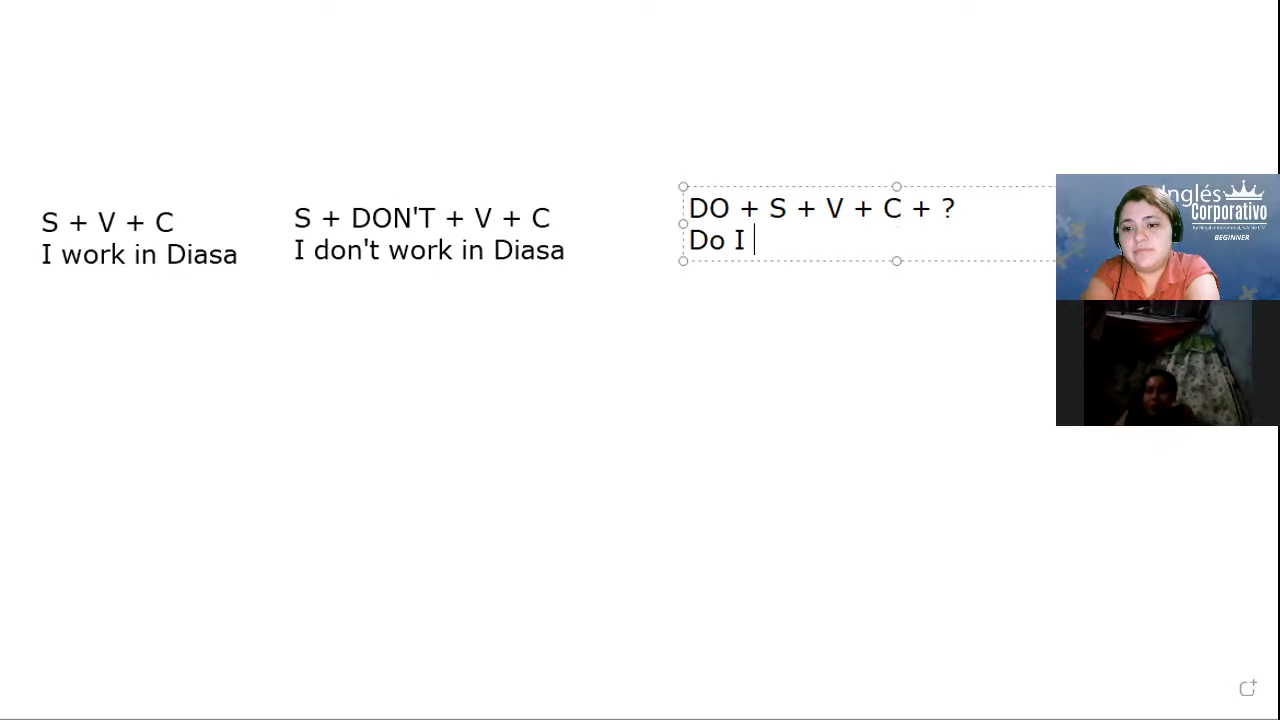 S + V + C
I work in Diasa
S + DON'T + V + C
I don't work in Diasa
DO + S + V + C + ?
Do I
Inglés
Corporativo
BEGINNER